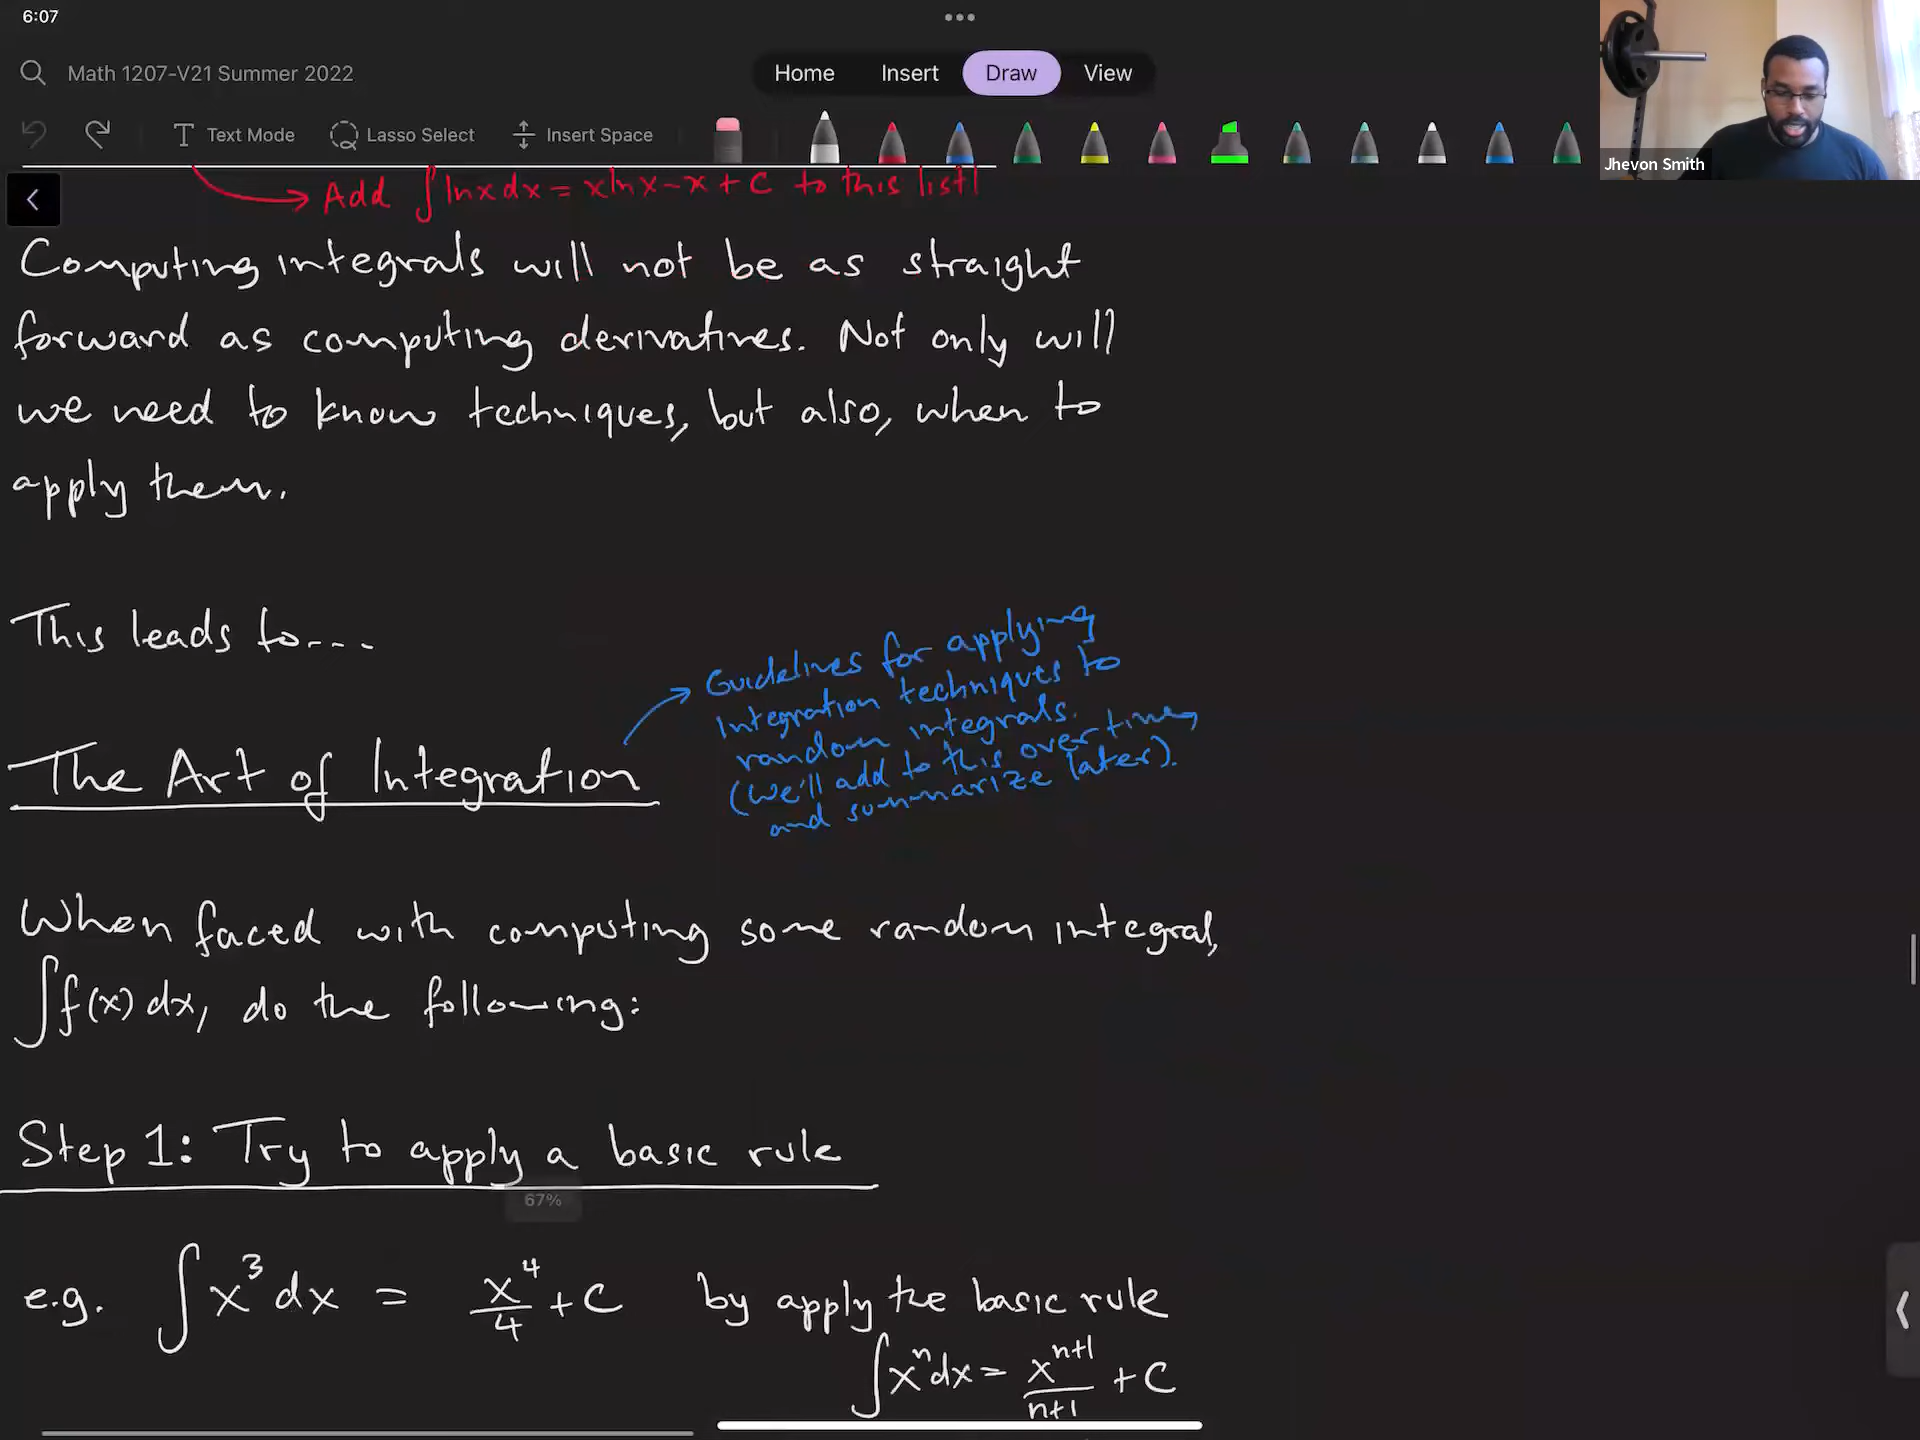 6:07
Math 1207-V21 Summer 2022
Home Insert Draw View
Text Mode Lasso Select Insert Space
Jhevon Smith
Add ∫ lnx dx = xlnx - x + C to this list!
Computing integrals will not be as straight
forward as computing derivatives. Not only will
we need to know techniques, but also, when to
apply them.
This leads to...
Guidelines for applying
Integration techniques to
random integrals.
(We'll add to this over time,
and summarize later).
The Art of Integration
When faced with computing some random integral,
∫f(x) dx, do the following:
Step 1: Try to apply a basic rule
67%
e.g. ∫ x³ dx = x⁴/4 + C by apply the basic rule
∫xⁿdx = xⁿ⁺¹/n+1 + C